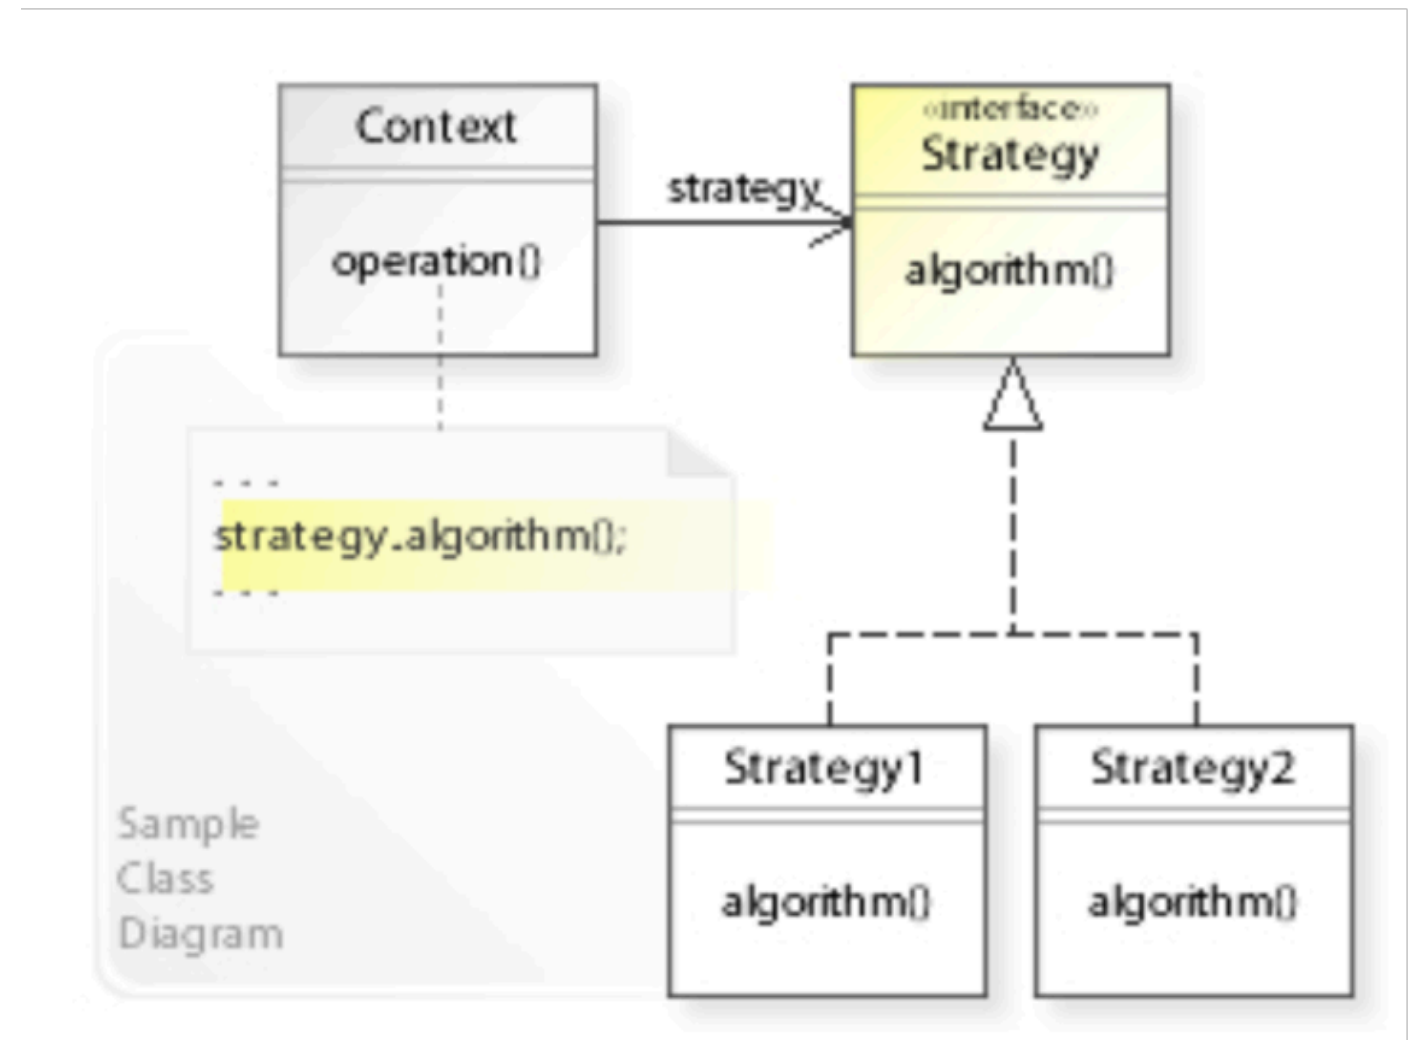 Context
operation()
strategy
«interface»
Strategy
algorithm()
- - -
strategy.algorithm();
- - -
Strategy1
algorithm()
Strategy2
algorithm()
Sample
Class
Diagram